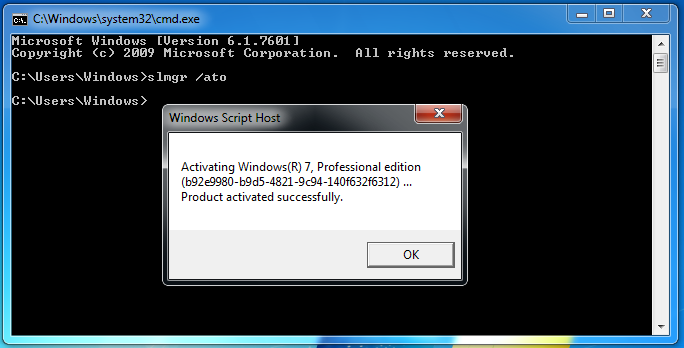 C:\Windows\system32\cmd.exe
Microsoft Windows [Version 6.1.7601]
Copyright (c) 2009 Microsoft Corporation.  All rights reserved.
C:\Users\Windows>slmgr /ato
C:\Users\Windows>
Windows Script Host
Activating Windows(R) 7, Professional edition
(b92e9980-b9d5-4821-9c94-140f632f6312) ...
Product activated successfully.
OK